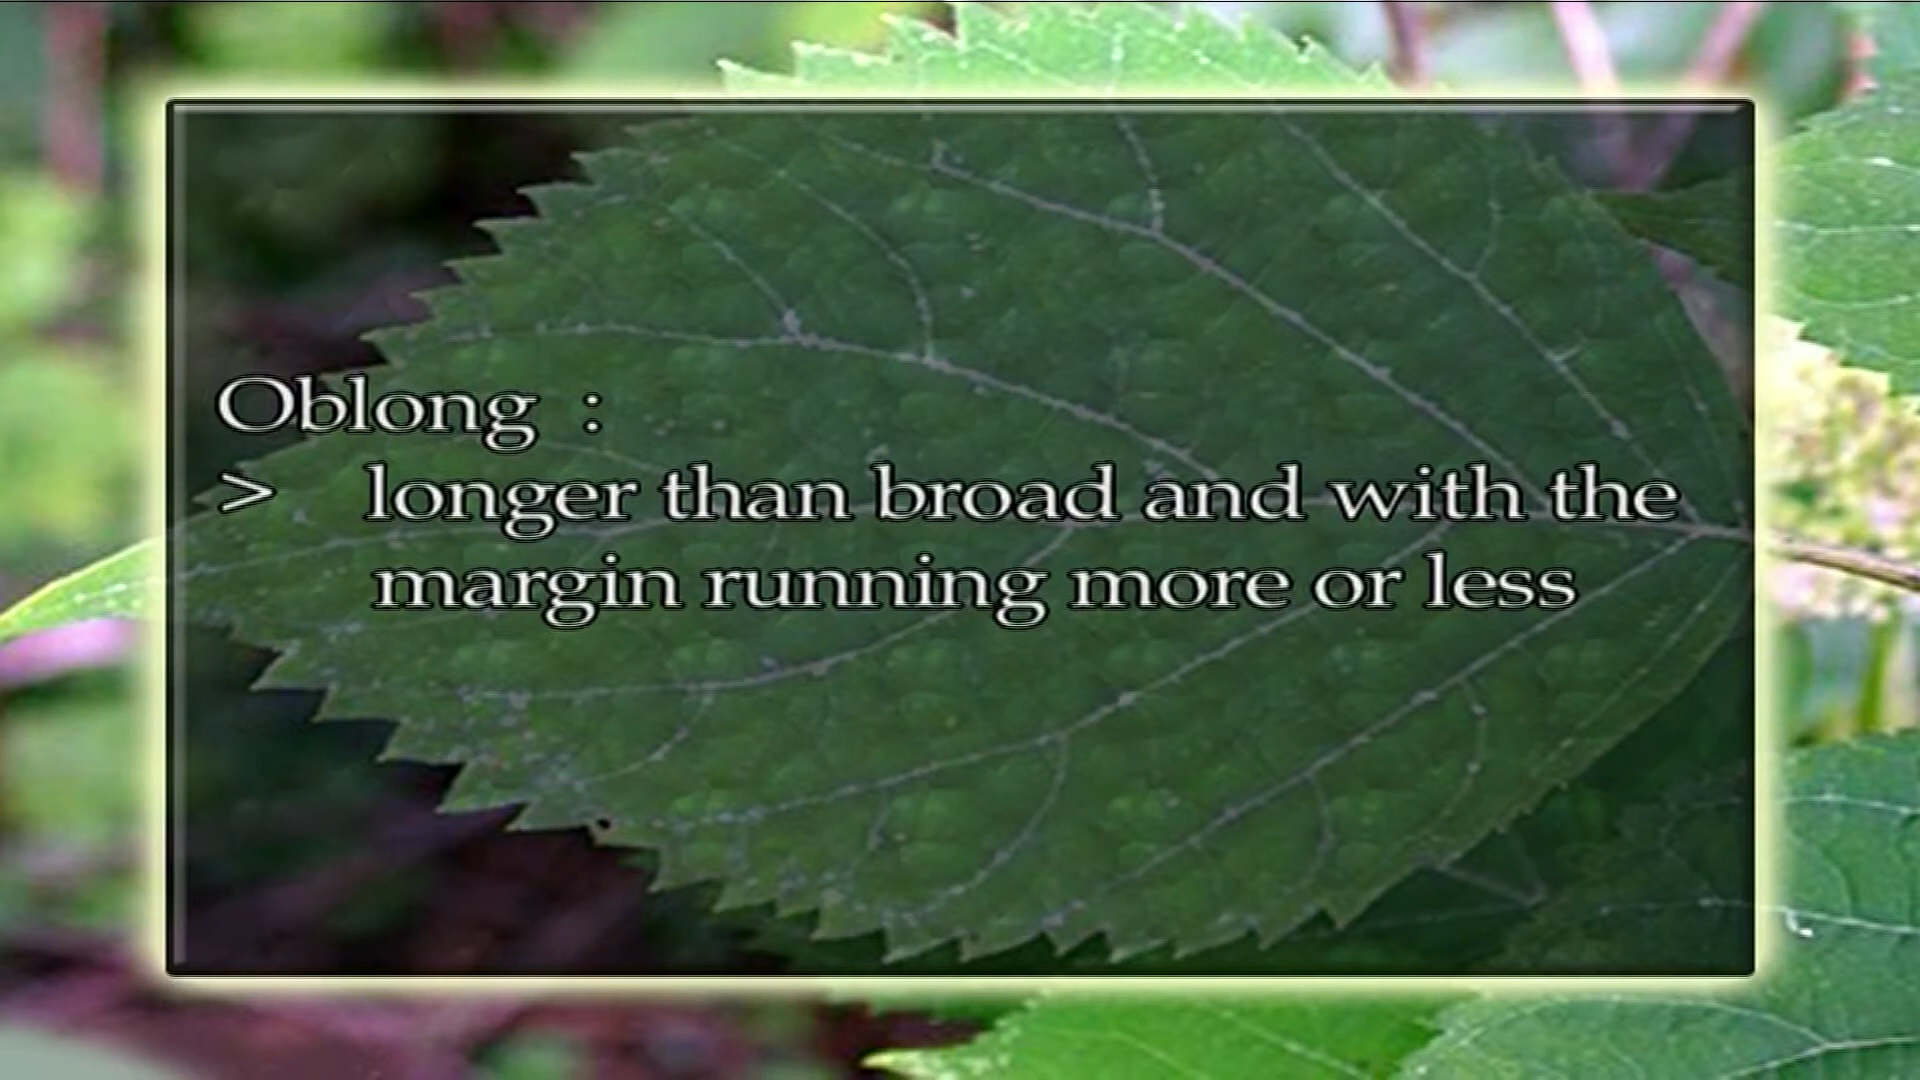 Oblong :
> longer than broad and with the
margin running more or less